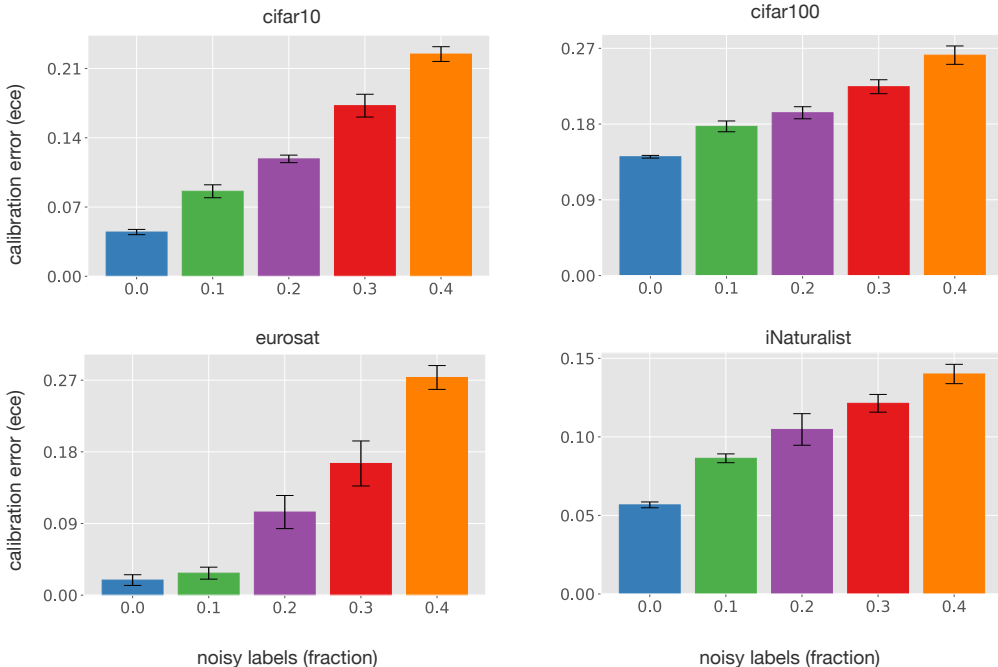 cifar10
calibration error (ece)
0.21
0.14
0.07
0.00
0.0 0.1 0.2 0.3 0.4
cifar100
0.27
0.18
0.09
0.00
0.0 0.1 0.2 0.3 0.4
eurosat
calibration error (ece)
0.27
0.18
0.09
0.00
0.0 0.1 0.2 0.3 0.4
noisy labels (fraction)
iNaturalist
0.15
0.10
0.05
0.00
0.0 0.1 0.2 0.3 0.4
noisy labels (fraction)